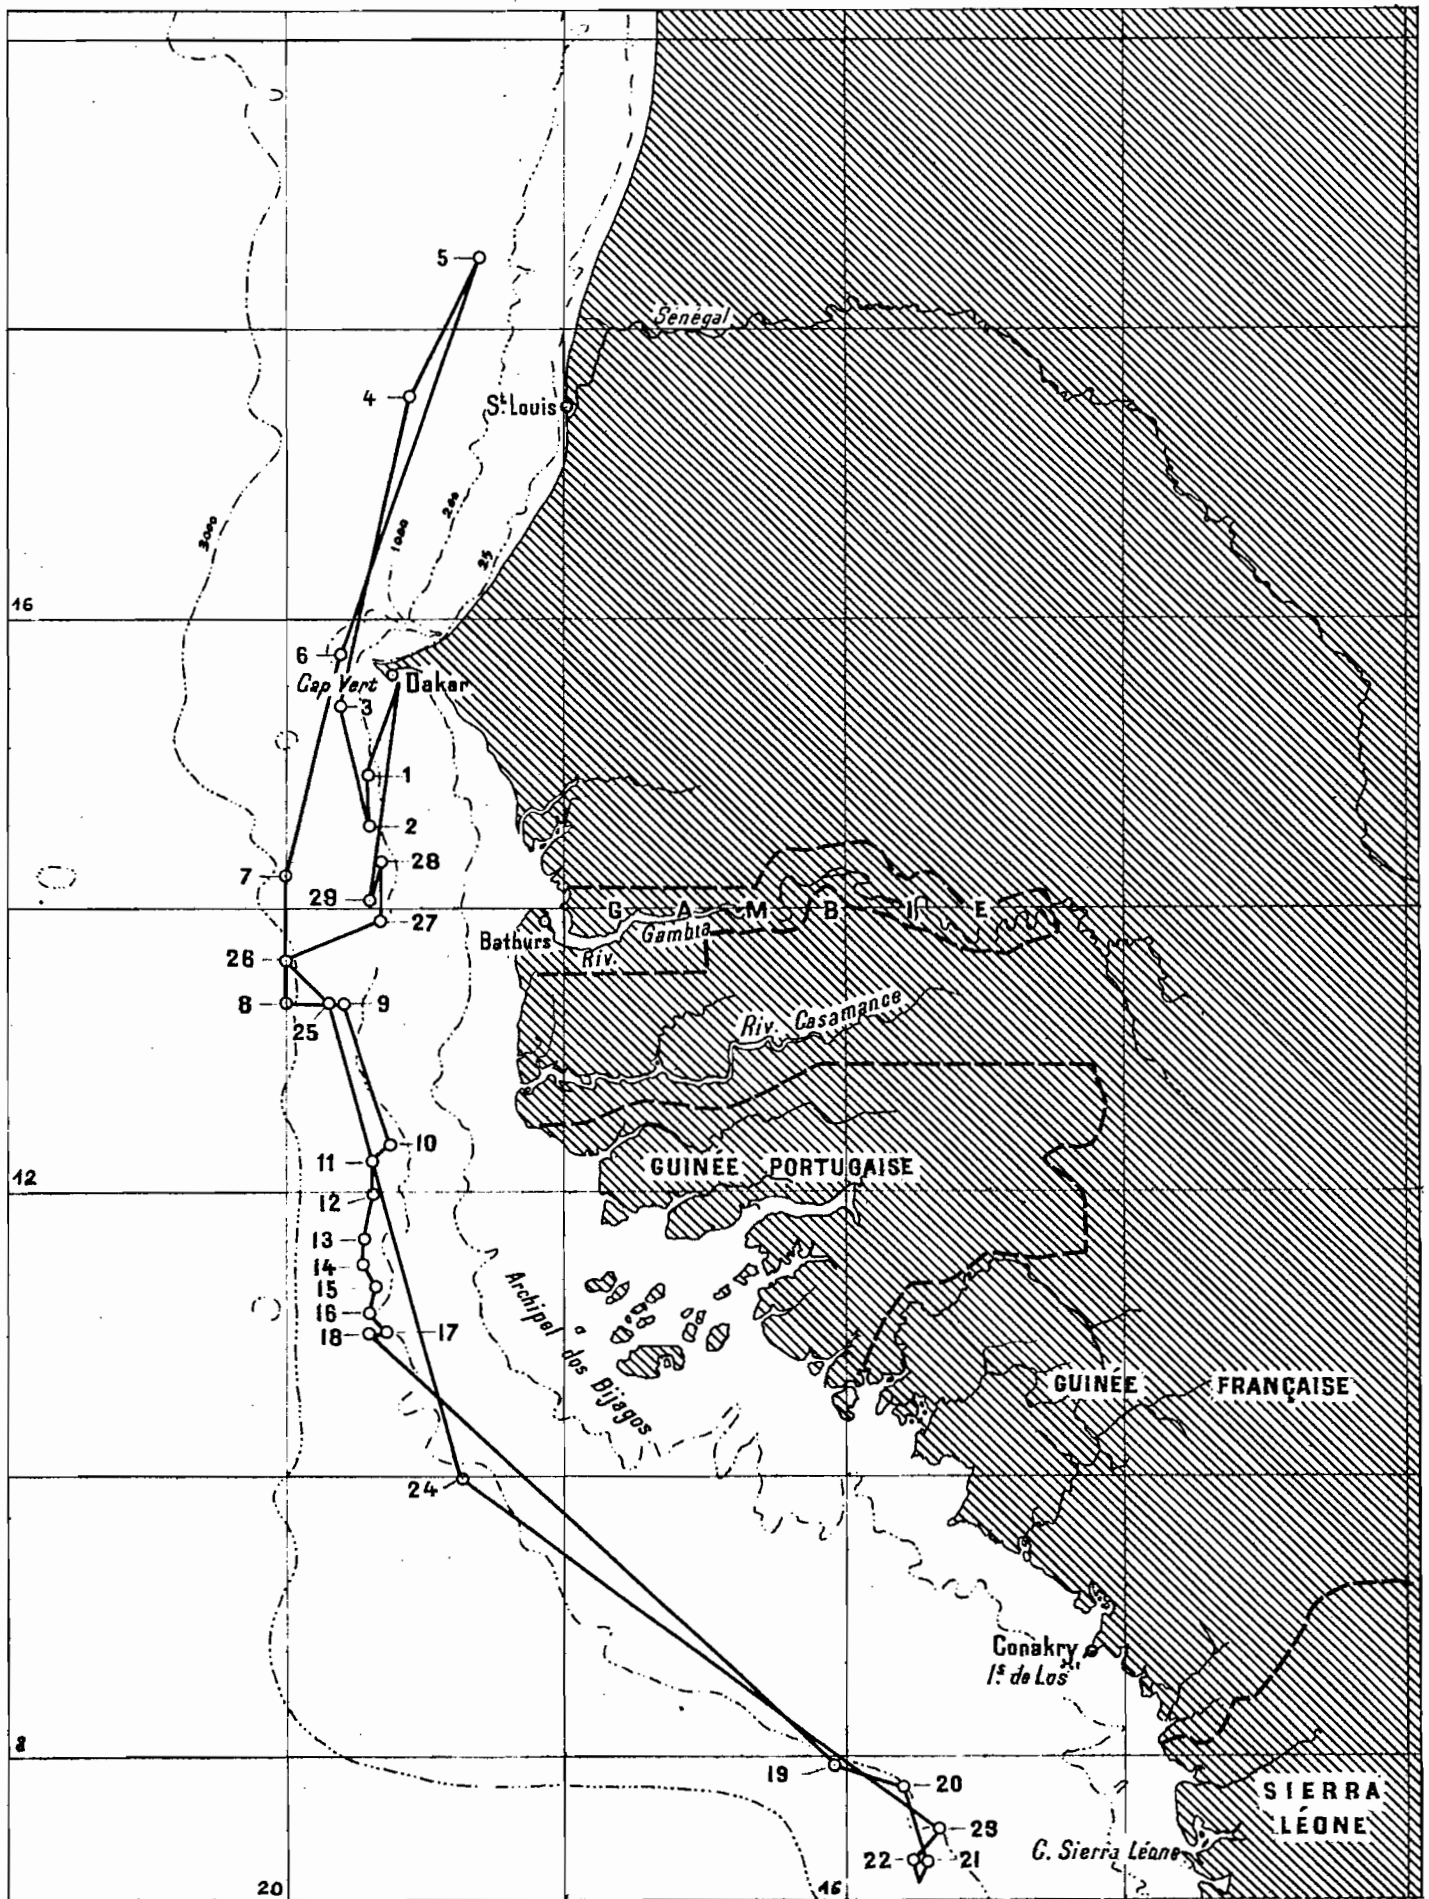 5
Sénégal
4
St. Louis
3000
1000
200
25
16
6
Cap Vert
Dakar
3
1
2
28
7
29
GAMBIE
27
Bathurs
Riv. Gambia
26
8
25
9
Riv. Casamance
10
11
GUINÉE PORTUGAISE
12
12
13
14
15
16
18
17
Archipel dos Bijagos
GUINÉE FRANÇAISE
24
Conakry
Is. de Los
8
19
20
SIERRA
LÉONE
23
22
21
C. Sierra Léone
20
16